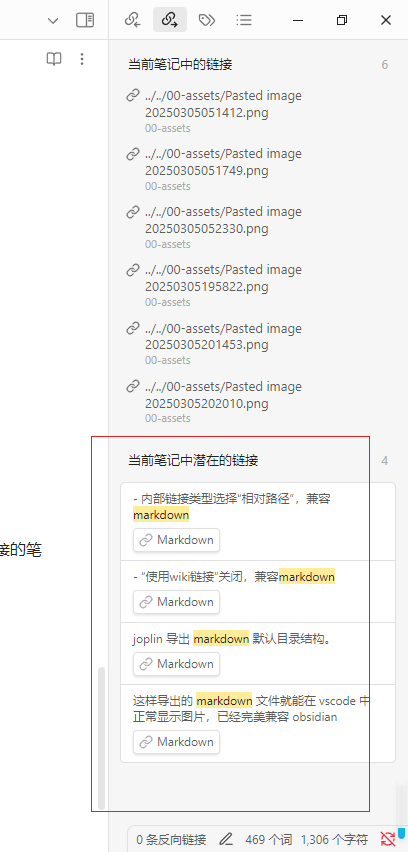 当前笔记中的链接 6
../../00-assets/Pasted image
20250305051412.png
00-assets
../../00-assets/Pasted image
20250305051749.png
00-assets
../../00-assets/Pasted image
20250305052330.png
00-assets
../../00-assets/Pasted image
20250305195822.png
00-assets
../../00-assets/Pasted image
20250305201453.png
00-assets
../../00-assets/Pasted image
20250305202010.png
00-assets
当前笔记中潜在的链接 4
- 内部链接类型选择“相对路径”，兼容
markdown
Markdown
接的笔
- “使用wiki链接”关闭，兼容markdown
Markdown
joplin 导出 markdown 默认目录结构。
Markdown
这样导出的 markdown 文件就能在 vscode 中
正常显示图片，已经完美兼容 obsidian
Markdown
0 条反向链接 469 个词 1,306 个字符